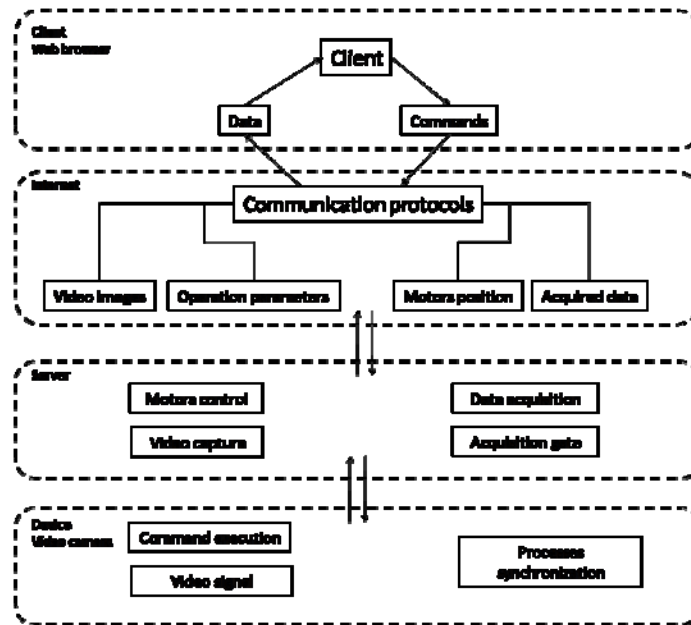 Client
Web browser
Client
Data
Commands
Internet
Communication protocols
Video images
Operation parameters
Motors position
Acquired data
Server
Motors control
Data acquisition
Video capture
Acquisition gate
Device
Video camera
Command execution
Video signal
Processes
synchronization